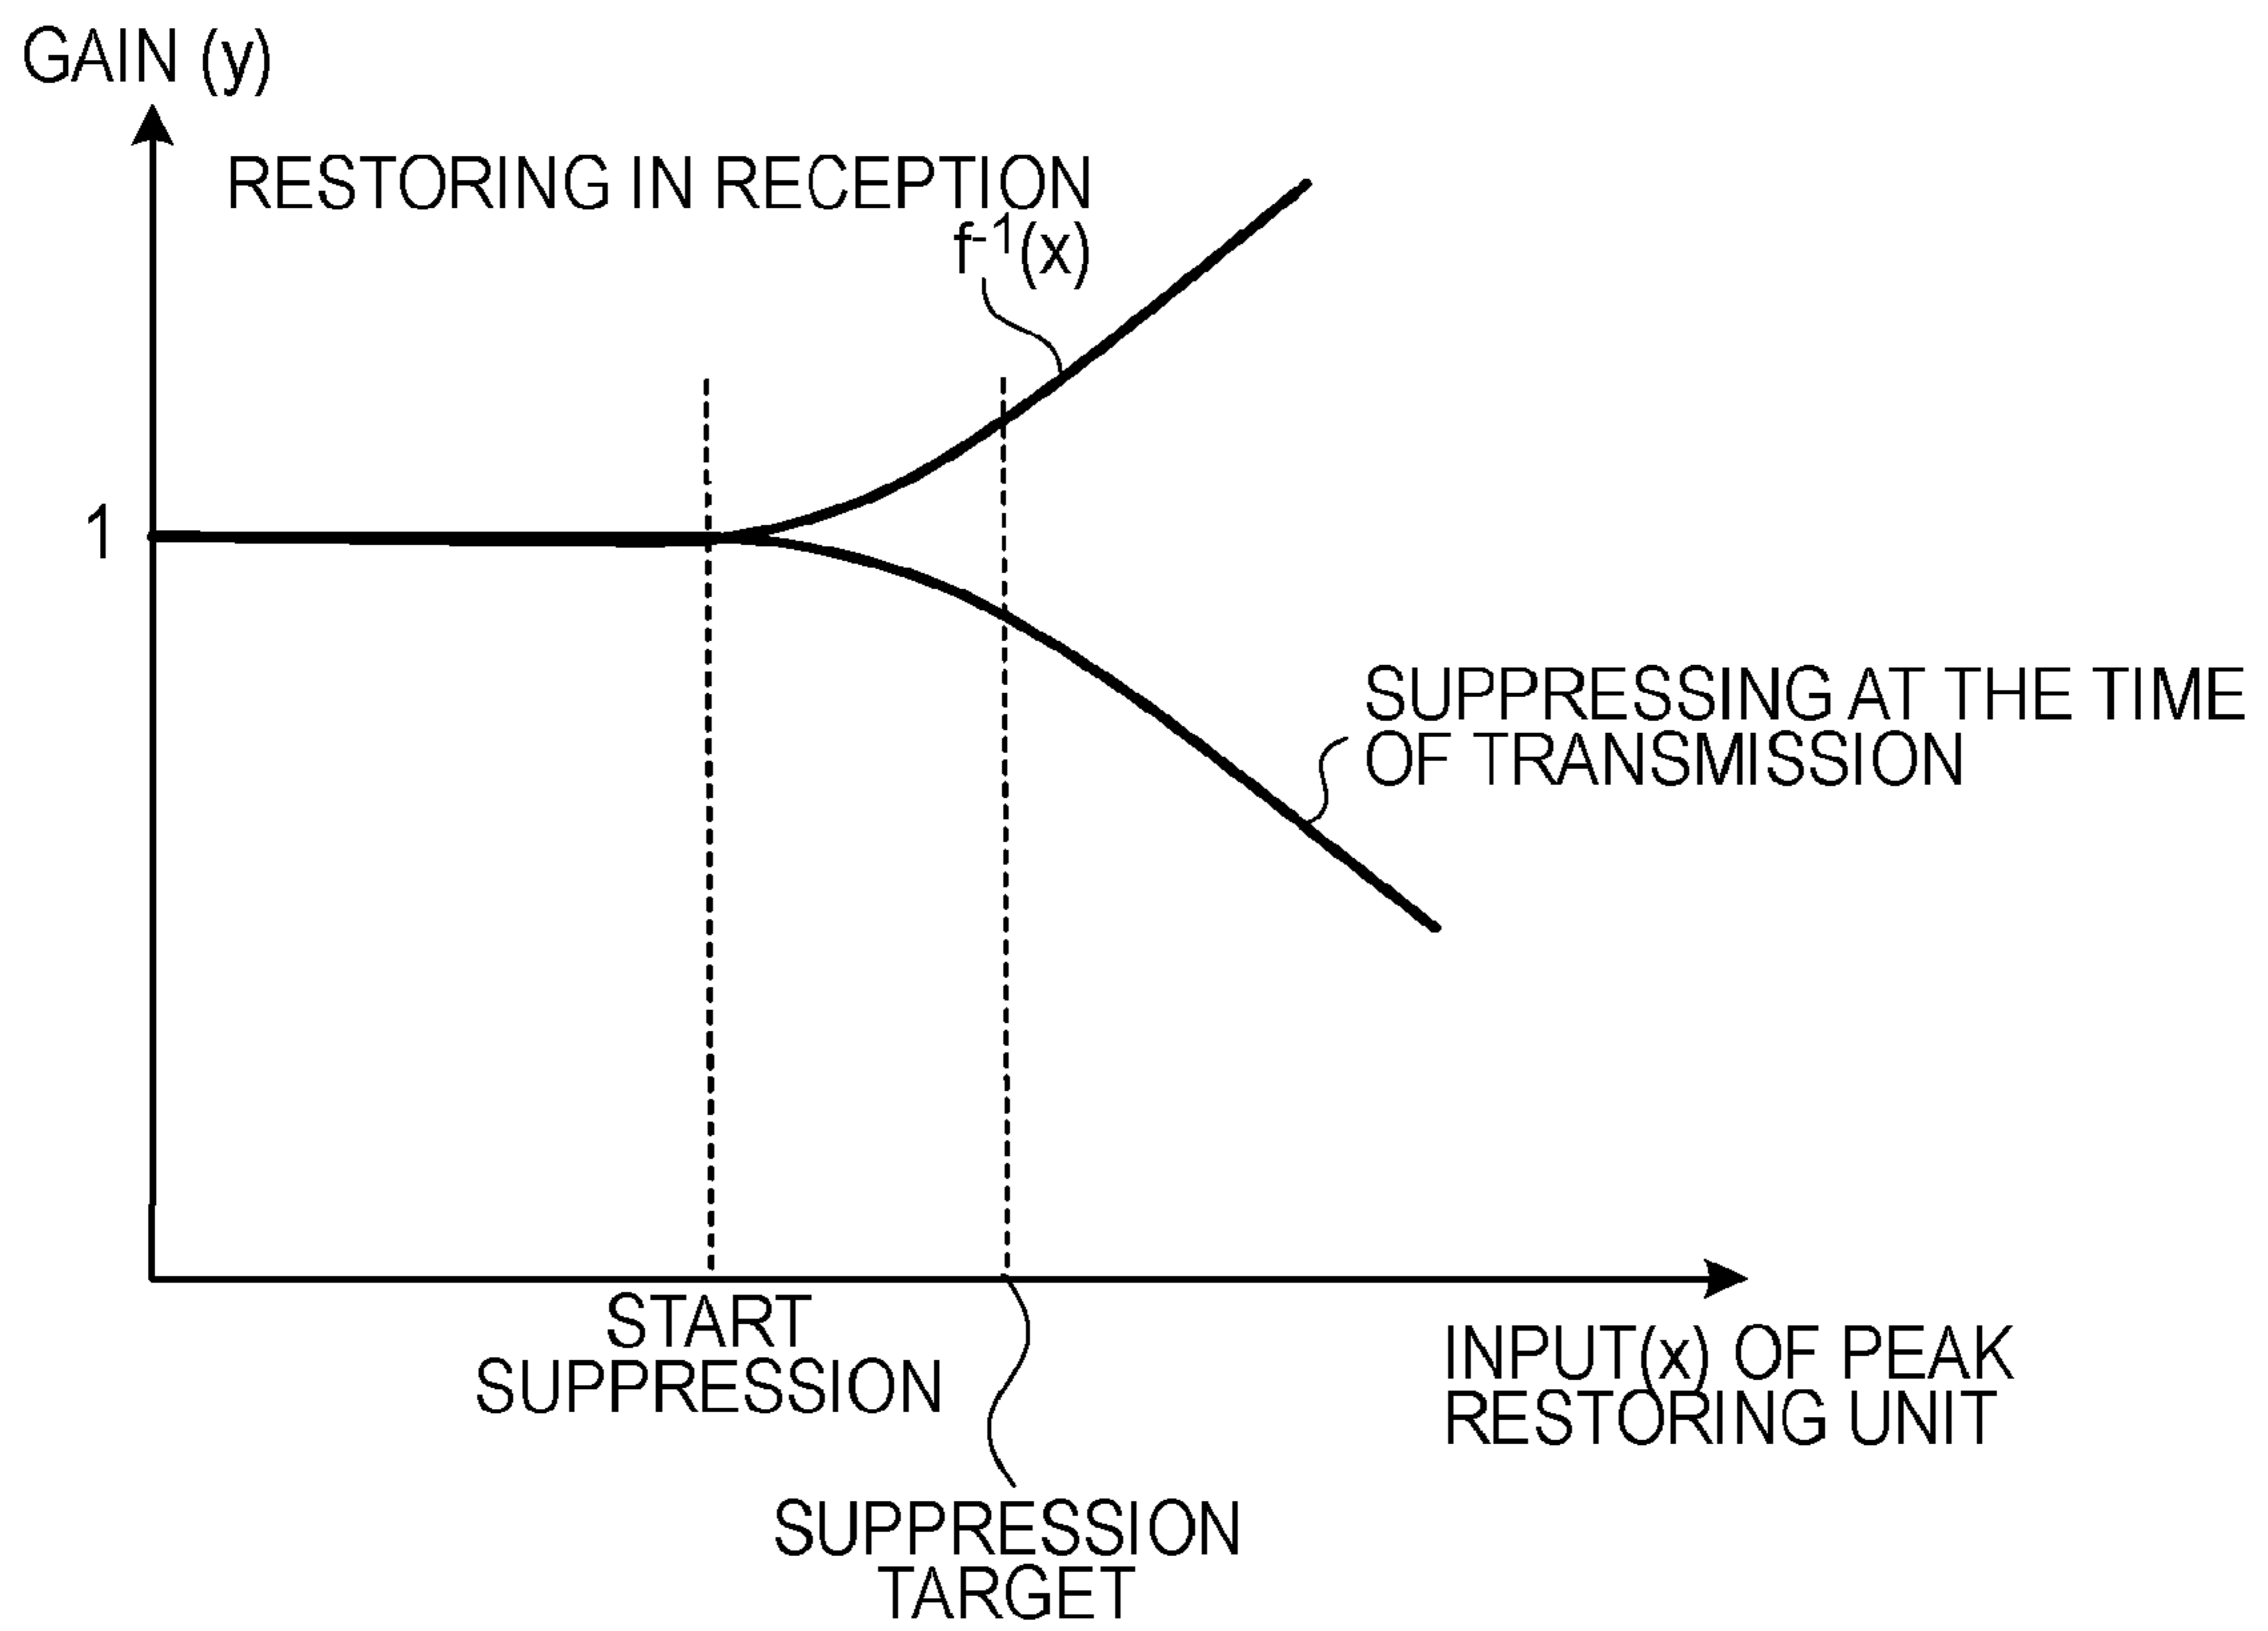 GAIN (y)
RESTORING IN RECEPTION
f-1(x)
1
SUPPRESSING AT THE TIME
OF TRANSMISSION
START
SUPPRESSION
INPUT(x) OF PEAK
RESTORING UNIT
SUPPRESSION
TARGET